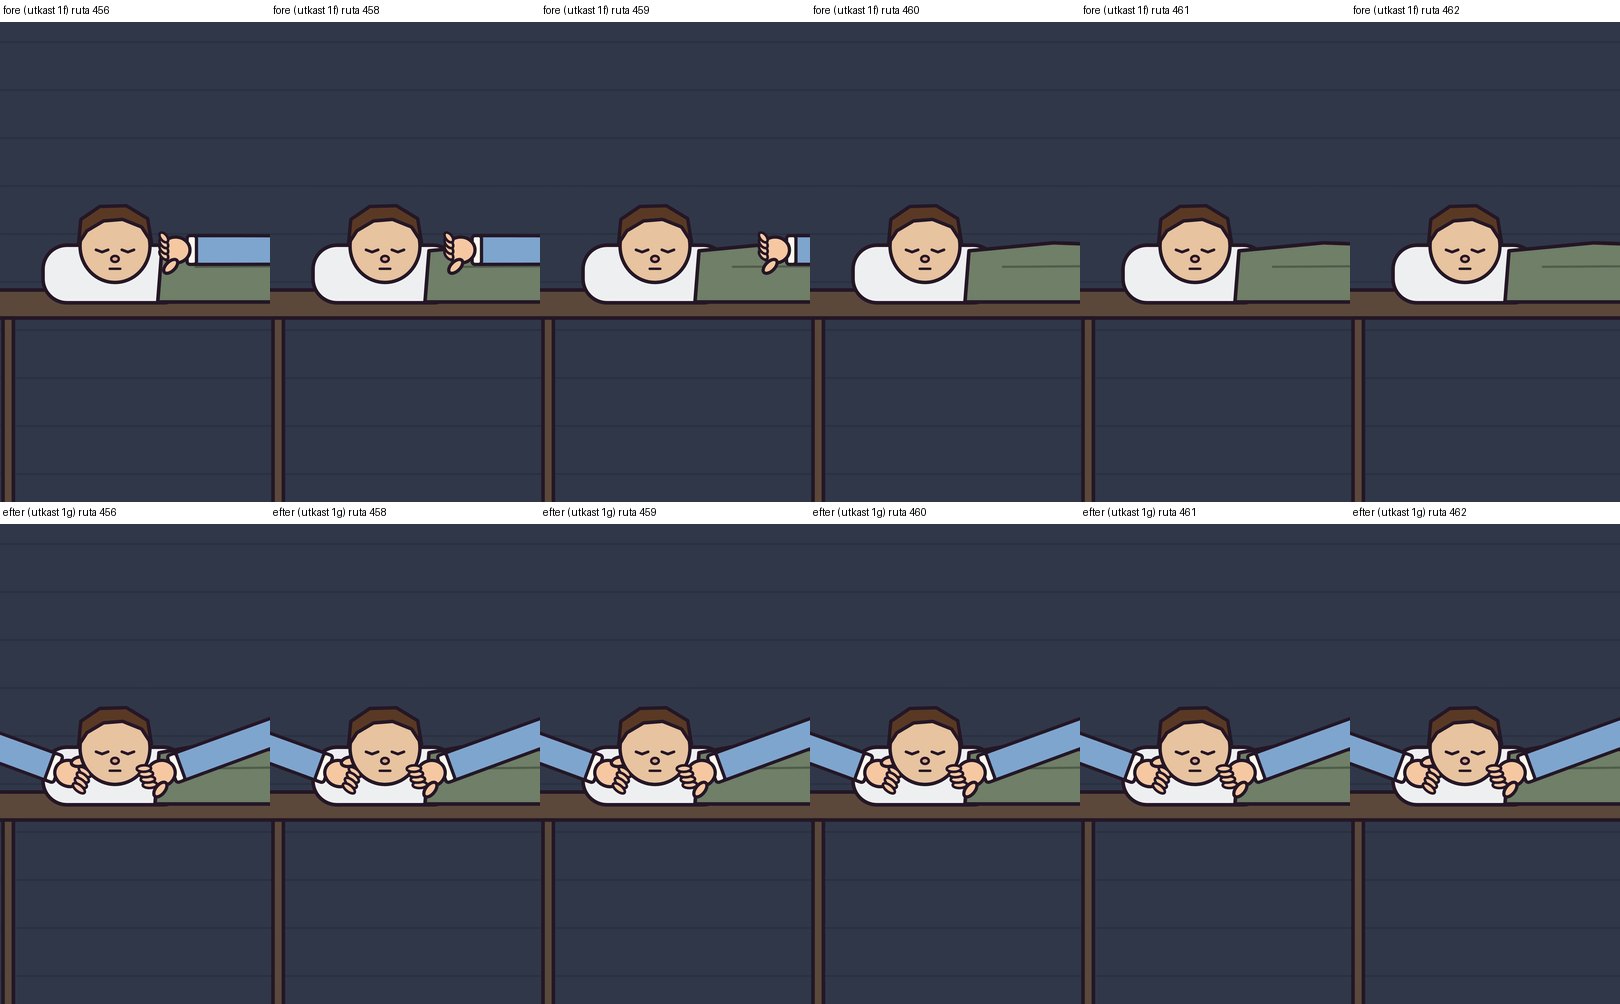 fore (utkast 1f) ruta 456
fore (utkast 1f) ruta 458
fore (utkast 1f) ruta 459
fore (utkast 1f) ruta 460
fore (utkast 1f) ruta 461
fore (utkast 1f) ruta 462
efter (utkast 1g) ruta 456
efter (utkast 1g) ruta 458
efter (utkast 1g) ruta 459
efter (utkast 1g) ruta 460
efter (utkast 1g) ruta 461
efter (utkast 1g) ruta 462